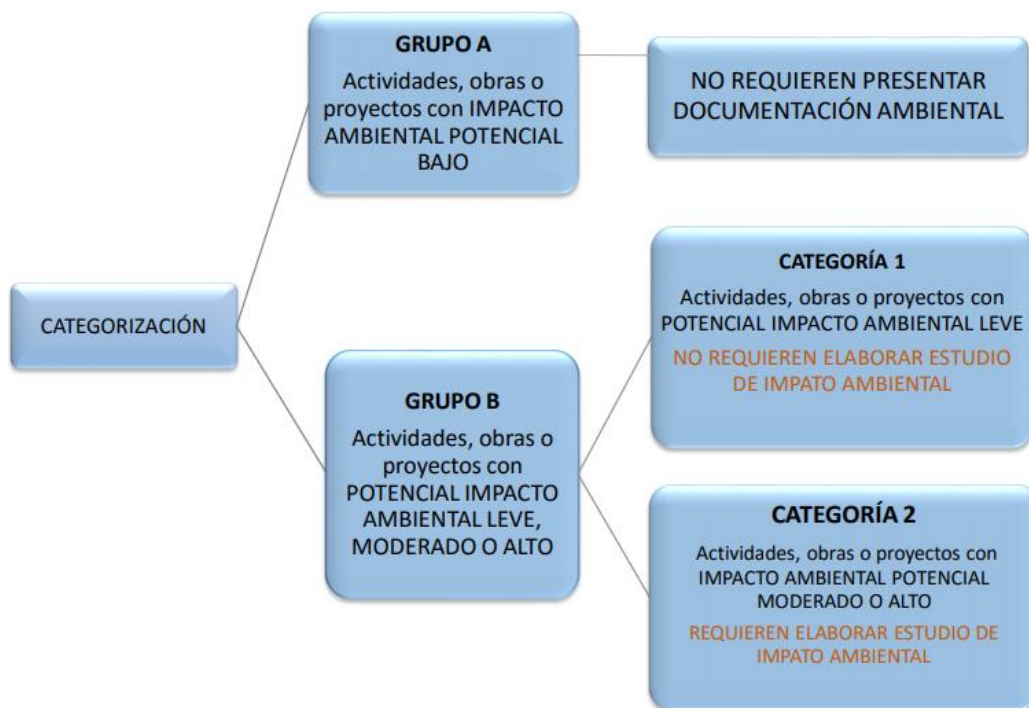 GRUPO A
Actividades, obras o
proyectos con IMPACTO
AMBIENTAL POTENCIAL
BAJO
NO REQUIEREN PRESENTAR
DOCUMENTACIÓN AMBIENTAL
CATEGORIZACIÓN
GRUPO B
Actividades, obras o
proyectos con
POTENCIAL IMPACTO
AMBIENTAL LEVE,
MODERADO O ALTO
CATEGORÍA 1
Actividades, obras o proyectos con
POTENCIAL IMPACTO AMBIENTAL LEVE
NO REQUIEREN ELABORAR ESTUDIO
DE IMPATO AMBIENTAL
CATEGORÍA 2
Actividades, obras o proyectos con
IMPACTO AMBIENTAL POTENCIAL
MODERADO O ALTO
REQUIEREN ELABORAR ESTUDIO DE
IMPATO AMBIENTAL